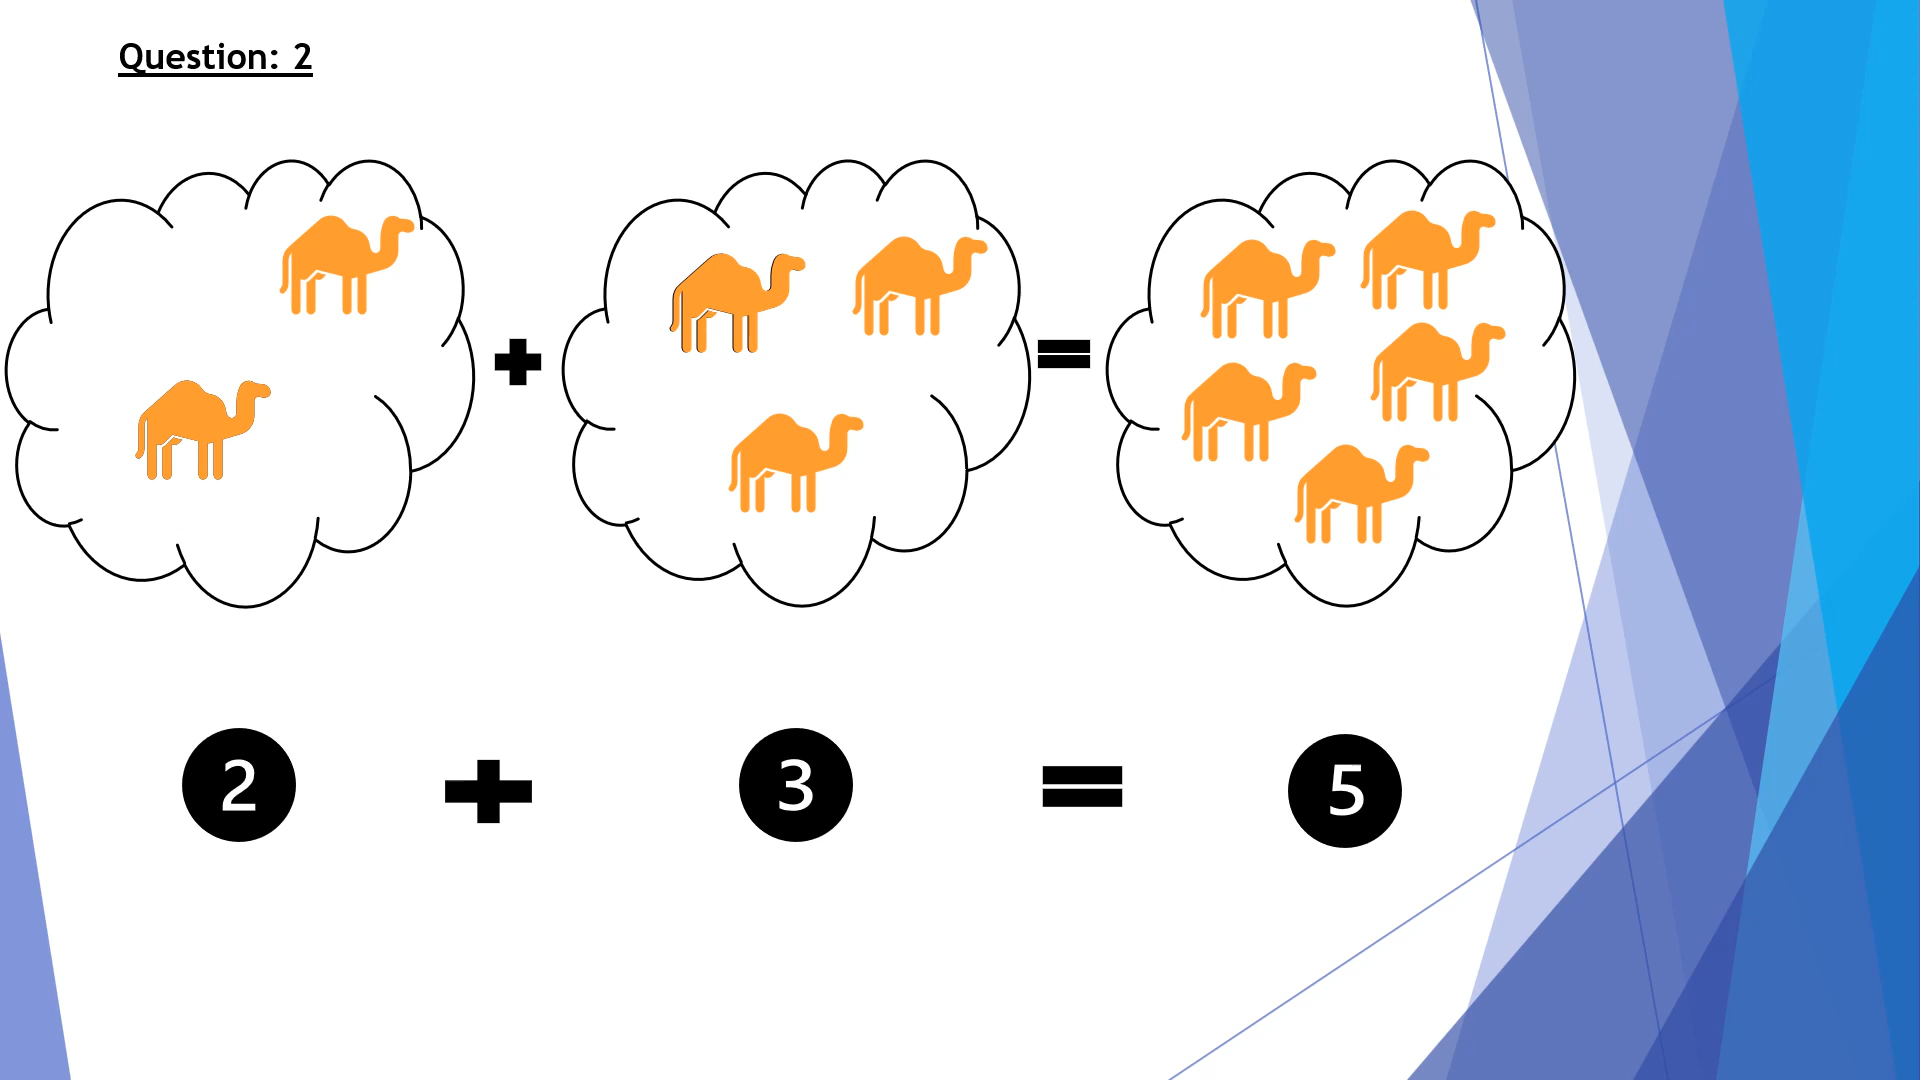 Question: 2
+ =
2 + 3 = 5